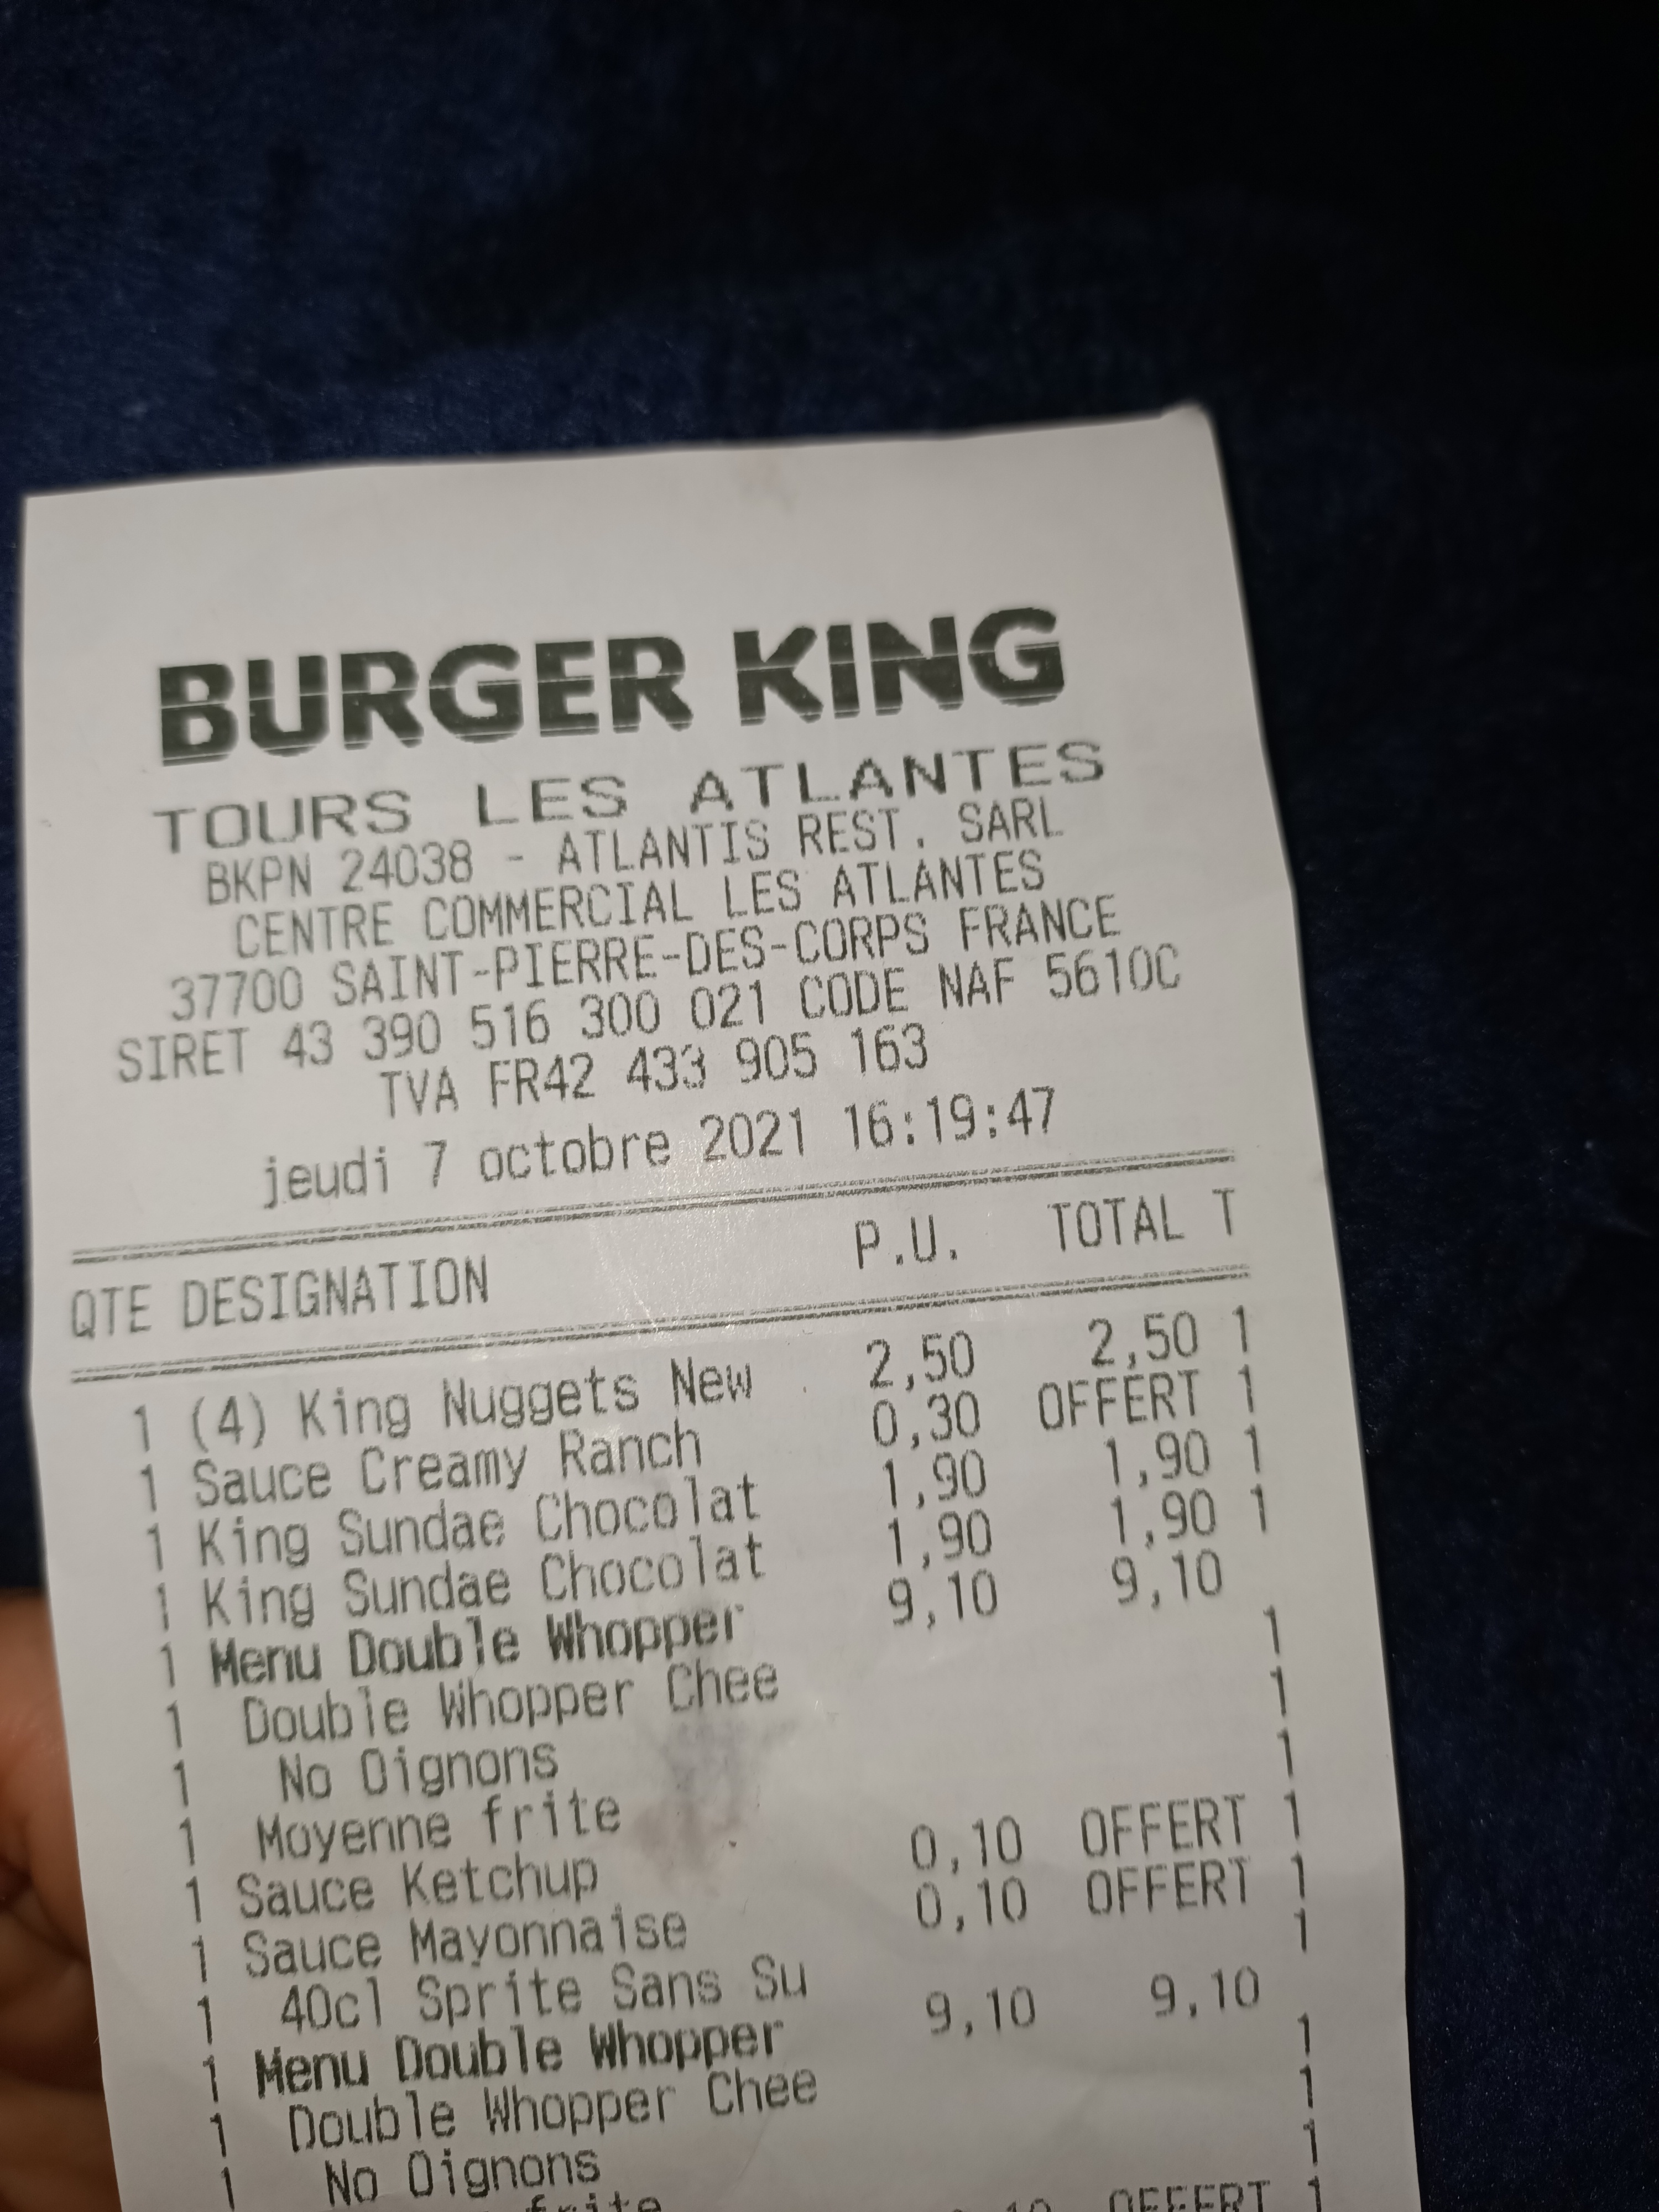 BURGER KING
TOURS LES ATLANTES
BKPN 24038 - ATLANTIS REST. SARL
CENTRE COMMERCIAL LES ATLANTES
37700 SAINT-PIERRE-DES-CORPS FRANCE
SIRET 43 390 516 300 021 CODE NAF 5610C
TVA FR42 433 905 163
jeudi 7 octobre 2021 16:19:47
QTE DESIGNATION P.U. TOTAL T
1 (4) King Nuggets New 2,50 2,50 1
1 Sauce Creamy Ranch 0,30 OFFERT 1
1 King Sundae Chocolat 1,90 1,90 1
1 King Sundae Chocolat 1,90 1,90 1
1 Menu Double Whopper 9,10 9,10
1 Double Whopper Chee 1
1 No Oignons 1
1 Moyenne frite 1
1 Sauce Ketchup 0,10 OFFERT 1
1 Sauce Mayonnaise 0,10 OFFERT 1
1 40cl Sprite Sans Su 1
1 Menu Double Whopper 9,10 9,10
1 Double Whopper Chee 1
1 No Oignons 1
frite 1
OFFERT 1